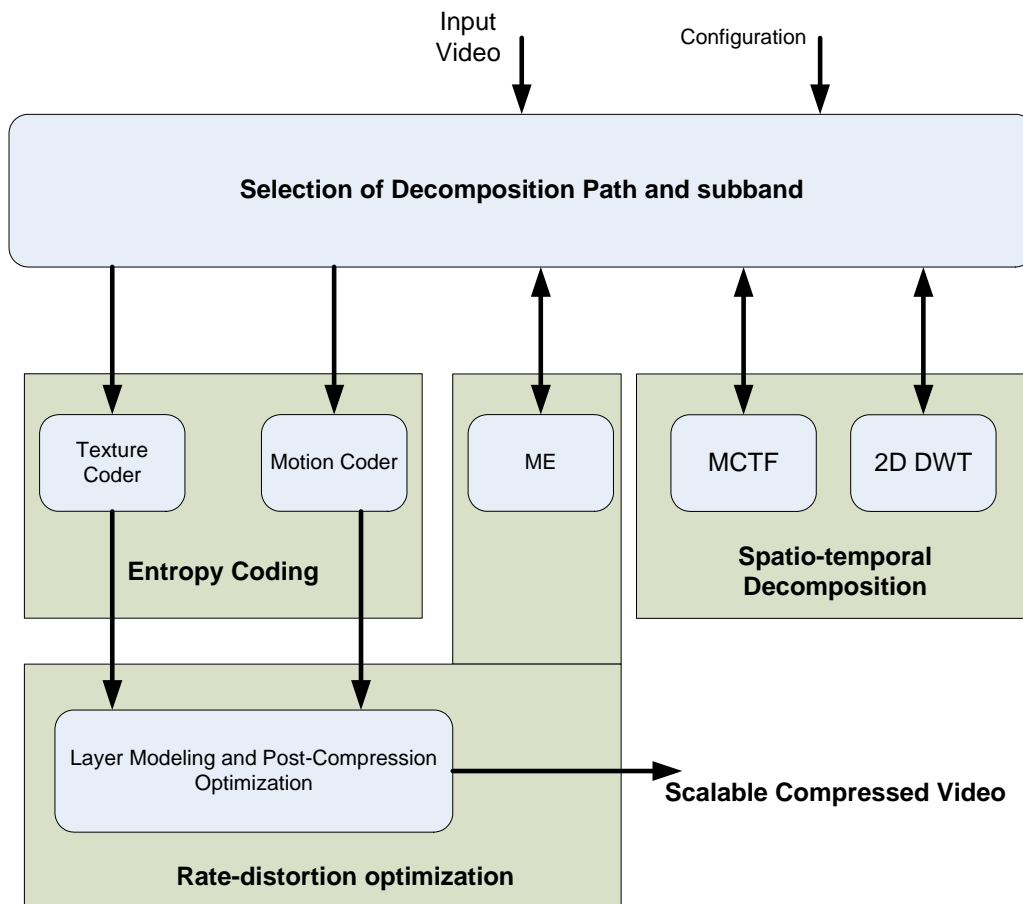 Input
Video
Configuration
Selection of Decomposition Path and subband
Texture
Coder
Motion Coder
ME
MCTF
2D DWT
Entropy Coding
Spatio-temporal
Decomposition
Layer Modeling and Post-Compression
Optimization
Scalable Compressed Video
Rate-distortion optimization